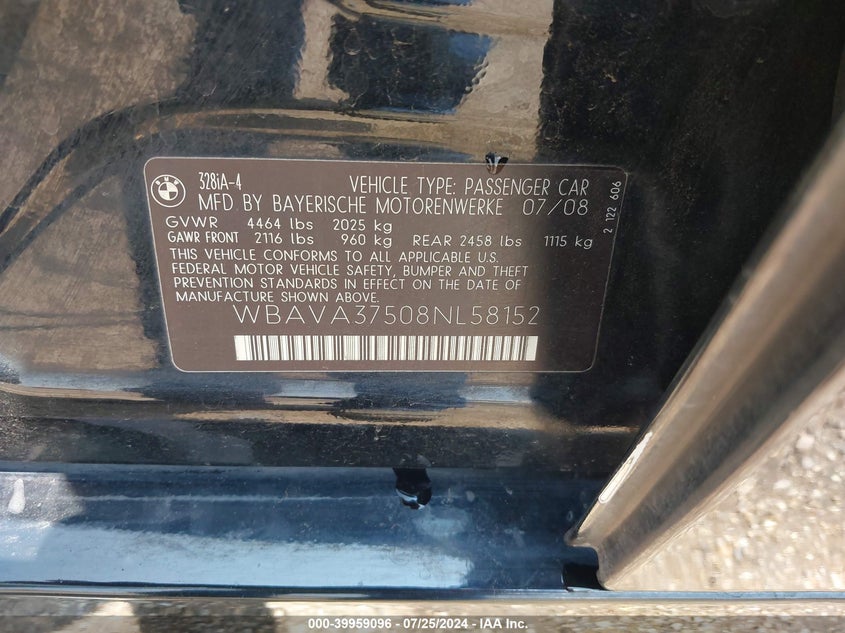 BMW
328iA-4
VEHICLE TYPE: PASSENGER CAR
MFD BY BAYERISCHE MOTORENWERKE 07/08
GVWR 4464 lbs 2025 kg
GAWR FRONT 2116 lbs 960 kg REAR 2458 lbs 1115 kg
THIS VEHICLE CONFORMS TO ALL APPLICABLE U.S.
FEDERAL MOTOR VEHICLE SAFETY, BUMPER AND THEFT
PREVENTION STANDARDS IN EFFECT ON THE DATE OF
MANUFACTURE SHOWN ABOVE.
WBAVA37508NL58152
2 122 606
000-39959096 - 07/25/2024 - IAA Inc.